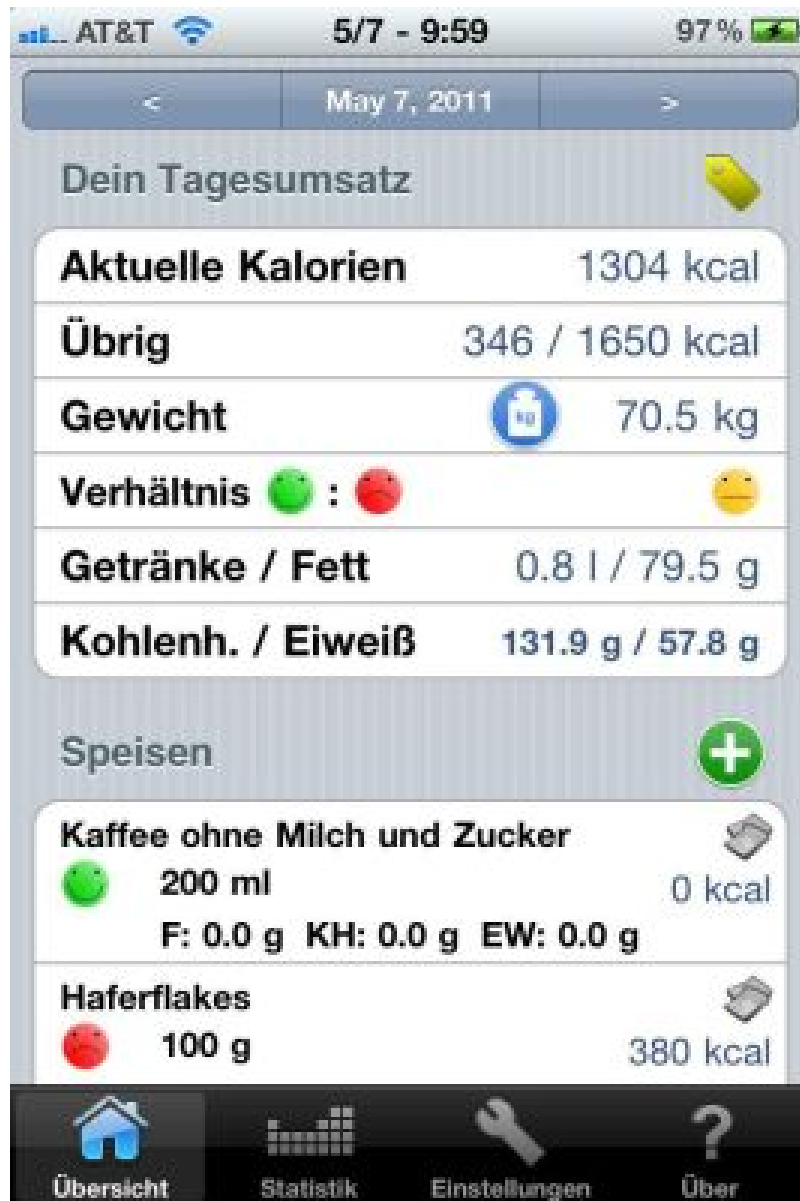 AT&T 5/7 - 9:59 97 %
< May 7, 2011 >
Dein Tagesumsatz
Aktuelle Kalorien 1304 kcal
Übrig 346 / 1650 kcal
Gewicht kg 70.5 kg
Verhältnis :
Getränke / Fett 0.8 l / 79.5 g
Kohlenh. / Eiweiß 131.9 g / 57.8 g
Speisen
Kaffee ohne Milch und Zucker
200 ml 0 kcal
F: 0.0 g KH: 0.0 g EW: 0.0 g
Haferflakes
100 g 380 kcal
Übersicht Statistik Einstellungen Über